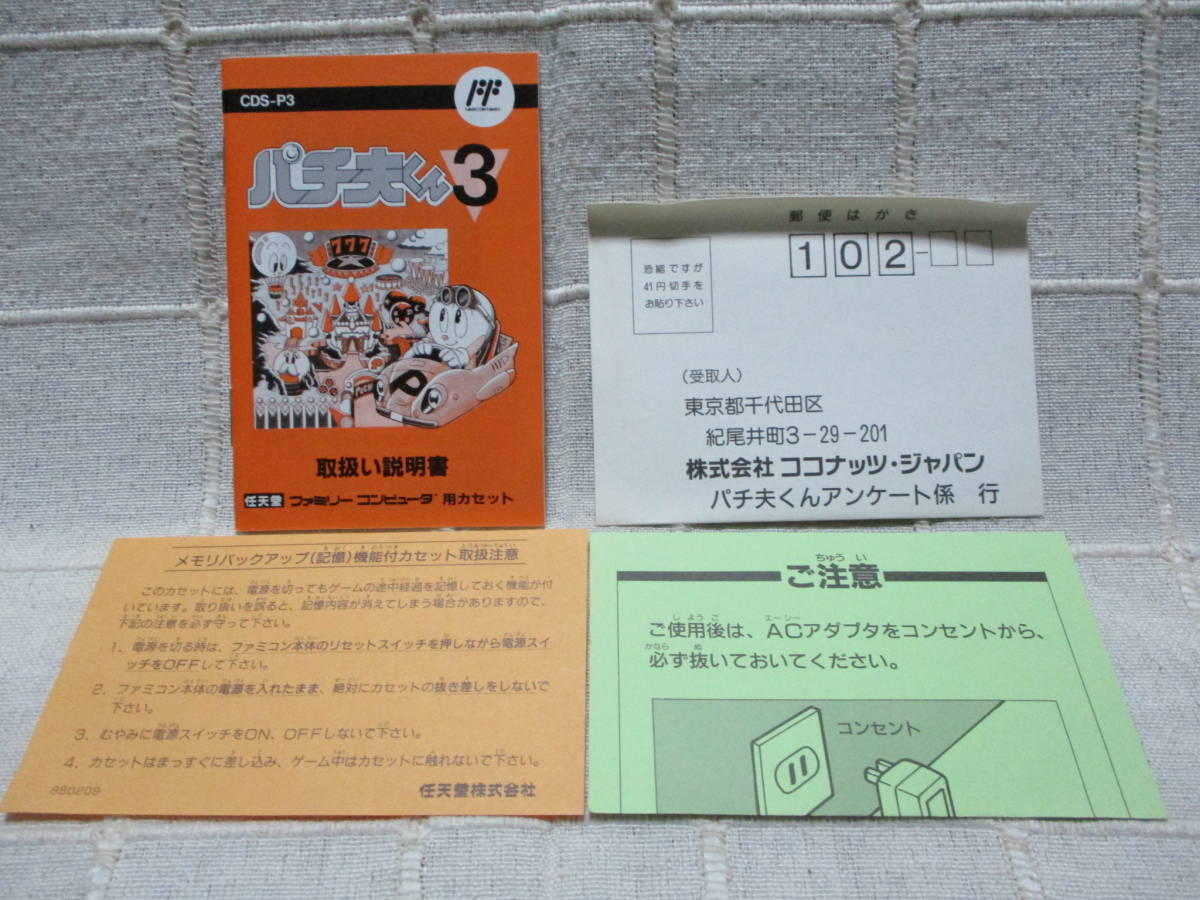 CDS-P3
パチ夫くん3
777
P
取扱い説明書
任天堂 ファミリー コンピュータ 用カセット
郵便はがき
102-
恐縮ですが
41円切手を
お貼り下さい
(受取人)
東京都千代田区
紀尾井町3-29-201
株式会社 ココナッツ・ジャパン
パチ夫くんアンケート係 行
メモリバックアップ(記憶)機能付カセット取扱注意
このカセットには、電源を切ってもゲームの途中経過を記憶しておく機能が付
いています。取り扱いを誤ると、記憶内容が消えてしまう場合がありますので、
下記の注意を必ず守って下さい。
1. 電源を切る時は、ファミコン本体のリセットスイッチを押しながら電源スイ
ッチをOFFして下さい。
2. ファミコン本体の電源を入れたまま、絶対にカセットの抜き差しをしないで
下さい。
3. むやみに電源スイッチをON、OFFしないで下さい。
4. カセットはまっすぐに差し込み、ゲーム中はカセットに触れないで下さい。
880209
任天堂株式会社
ちゅうい
ご注意
しようご エーシー
ご使用後は、ACアダプタをコンセントから、
かなら ぬ
必ず抜いておいてください。
コンセント